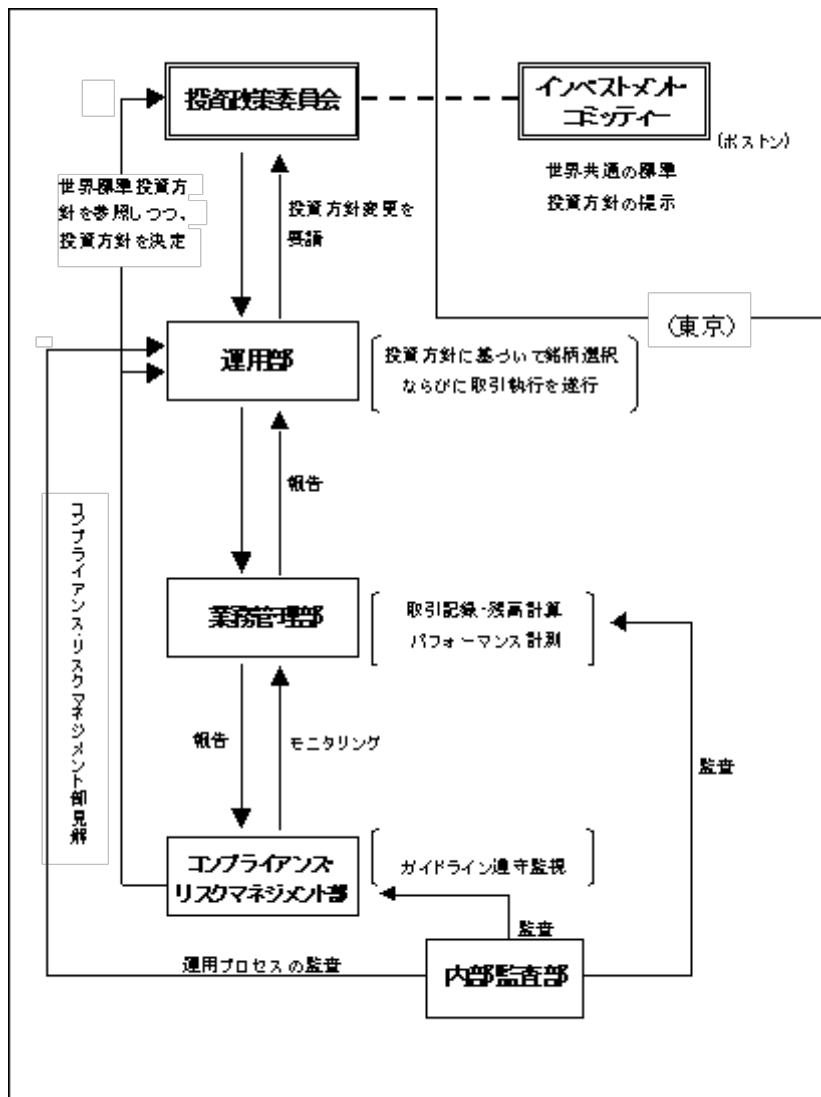 投資政策委員会
インベストメント・
コミッティー
(ボストン)
世界共通の標準
投資方針の提示
世界標準投資方
針を参照しつつ、
投資方針を決定
投資方針変更を
要請
(東京)
運用部
投資方針に基づいて銘柄選択
ならびに取引執行を遂行
報告
コンプライアンス・リスクマネジメント部見解
業務管理部
取引記録・残高計算
パフォーマンス計測
報告
モニタリング
監査
コンプライアンス・
リスクマネジメント部
ガイドライン遵守監視
監査
運用プロセスの監査
内部監査部